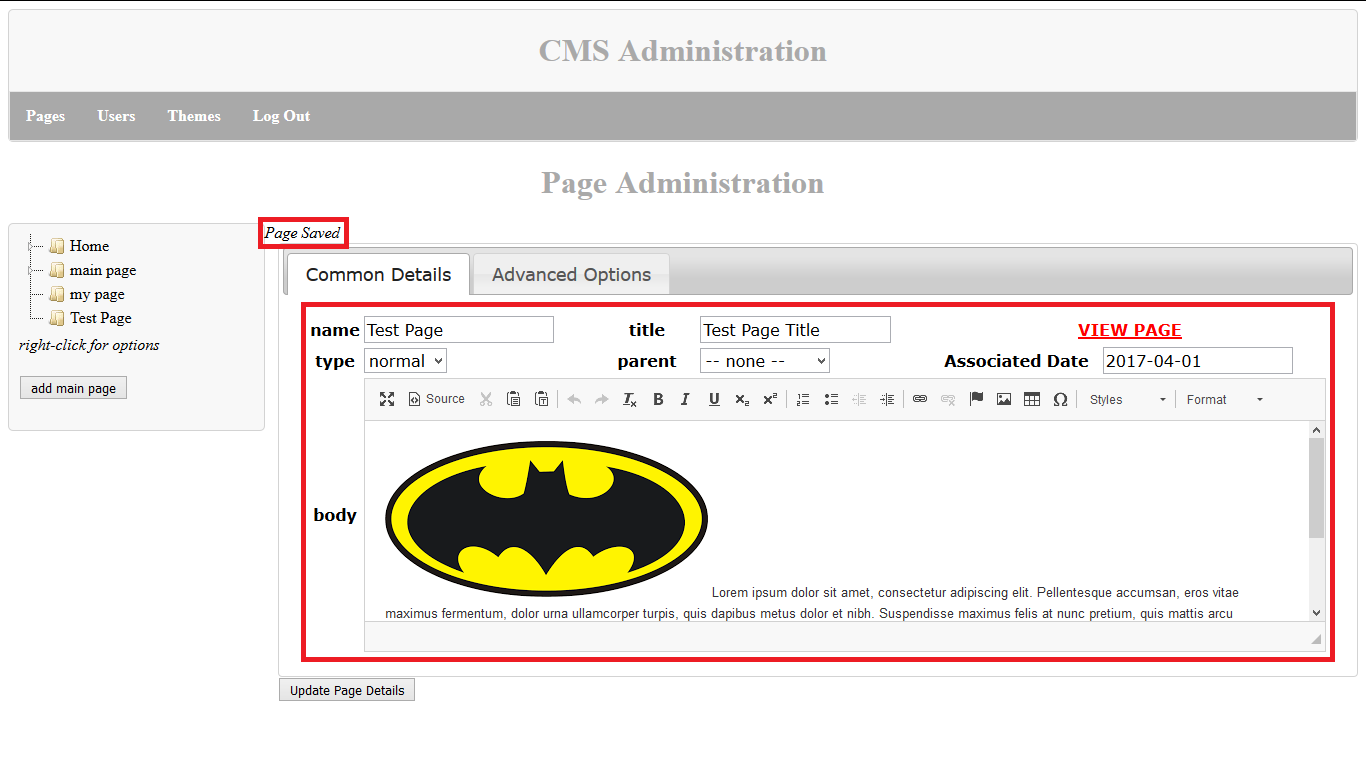 CMS Administration
Pages Users Themes Log Out
Page Administration
Home
main page
my page
Test Page
right-click for options
add main page
Page Saved
Common Details Advanced Options
name Test Page title Test Page Title VIEW PAGE
type normal parent -- none -- Associated Date 2017-04-01
Source Styles Format
body
Lorem ipsum dolor sit amet, consectetur adipiscing elit. Pellentesque accumsan, eros vitae
maximus fermentum, dolor urna ullamcorper turpis, quis dapibus metus dolor et nibh. Suspendisse maximus felis at nunc pretium, quis mattis arcu
Update Page Details